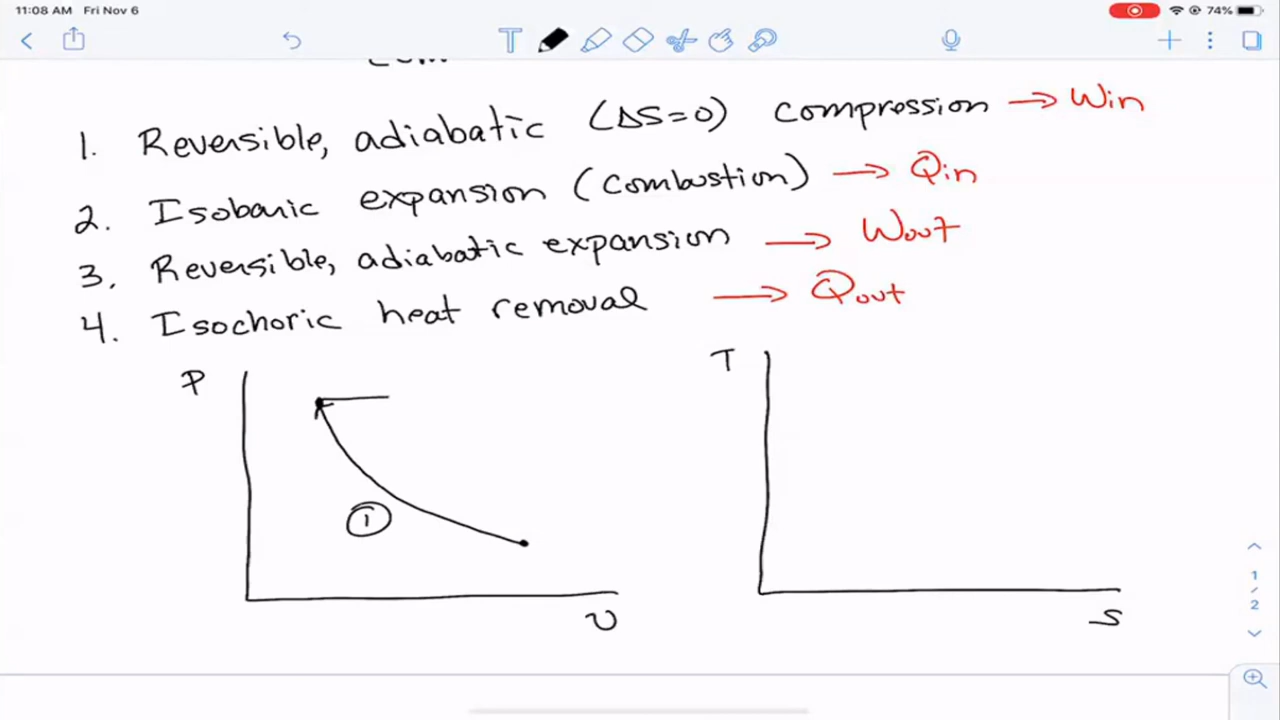 11:08 AM Fri Nov 6 74%
T
1. Reversible, adiabatic (ΔS=0) compression → Win
2. Isobaric expansion (combustion) → Qin
3. Reversible, adiabatic expansion → Wout
4. Isochoric heat removal → Qout
P T
1
v s
1
/
2